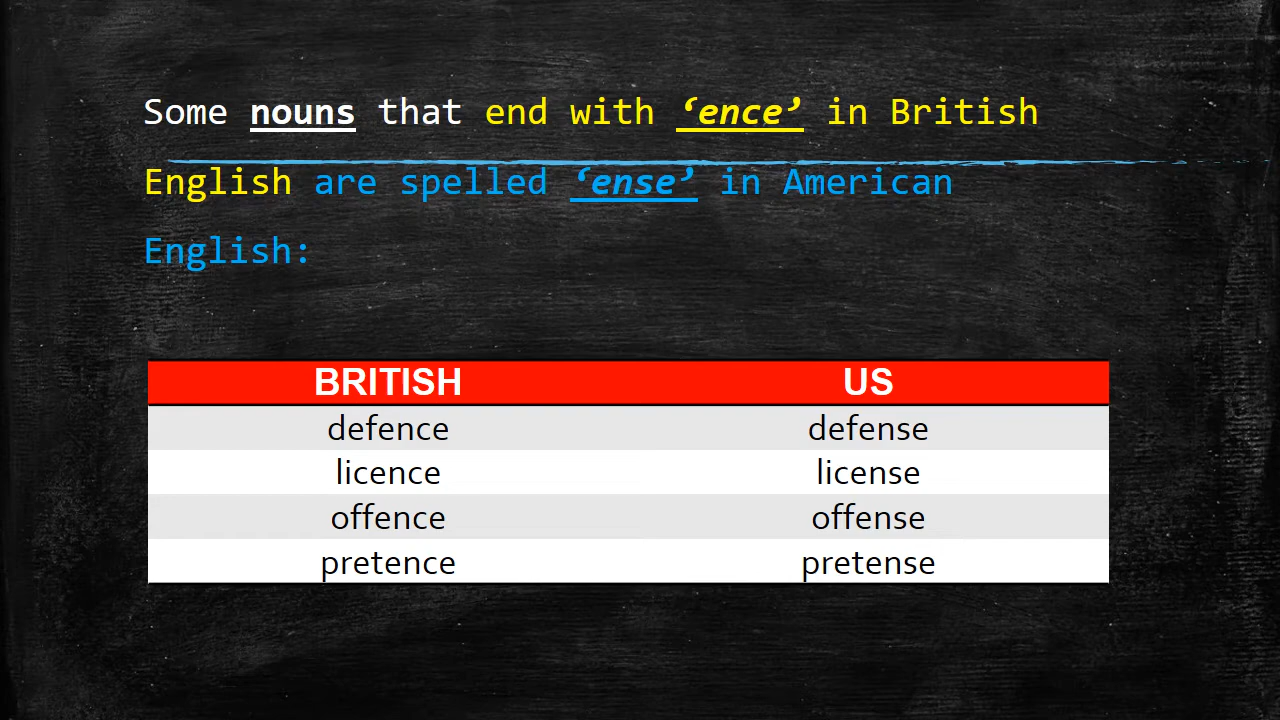 Some nouns that end with ‘ence’ in British
English are spelled ‘ense’ in American
English:
BRITISH US
defence defense
licence license
offence offense
pretence pretense